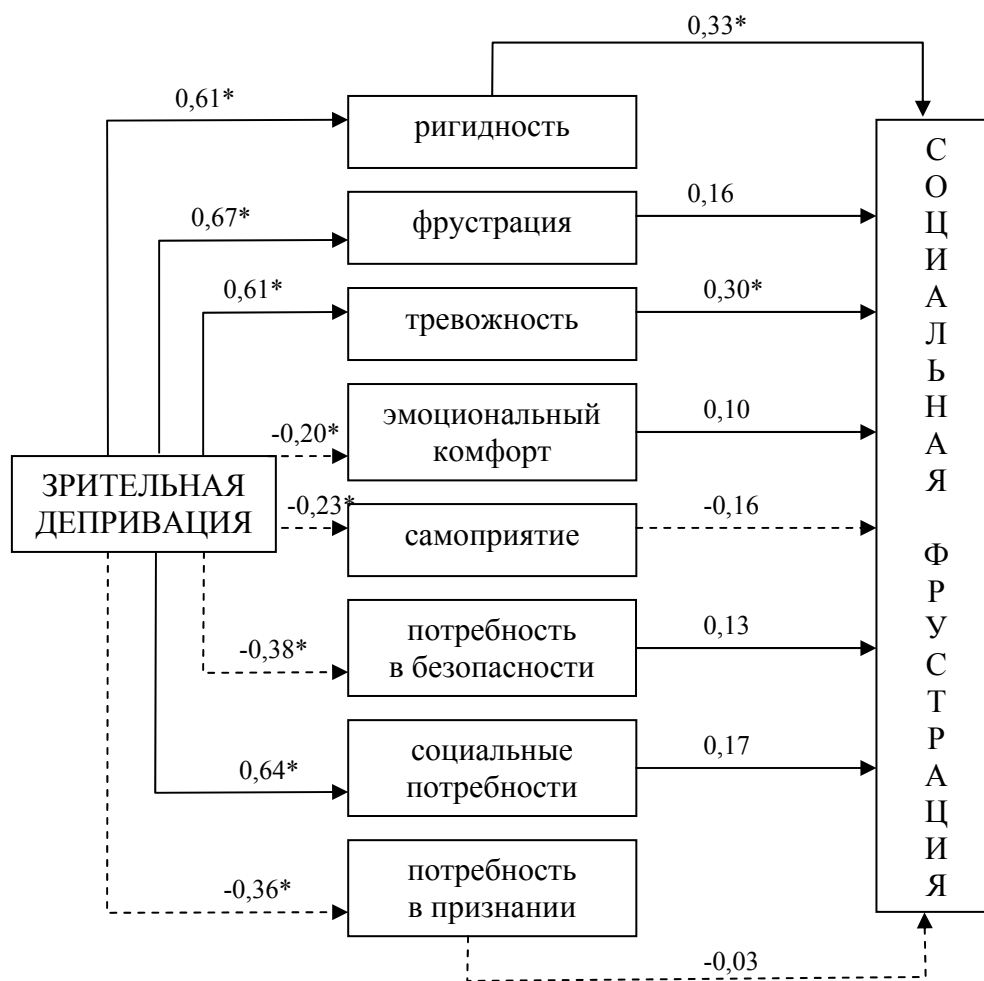 0,33*
0,61*
ригидность
0,67*
фрустрация
0,16
0,61*
тревожность
0,30*
-0,20*
эмоциональный
комфорт
0,10
ЗРИТЕЛЬНАЯ
ДЕПРИВАЦИЯ
-0,23*
самоприятие
-0,16
-0,38*
потребность
в безопасности
0,13
0,64*
социальные
потребности
0,17
-0,36*
потребность
в признании
-0,03
СОЦИАЛЬНАЯ ФРУСТРАЦИЯ